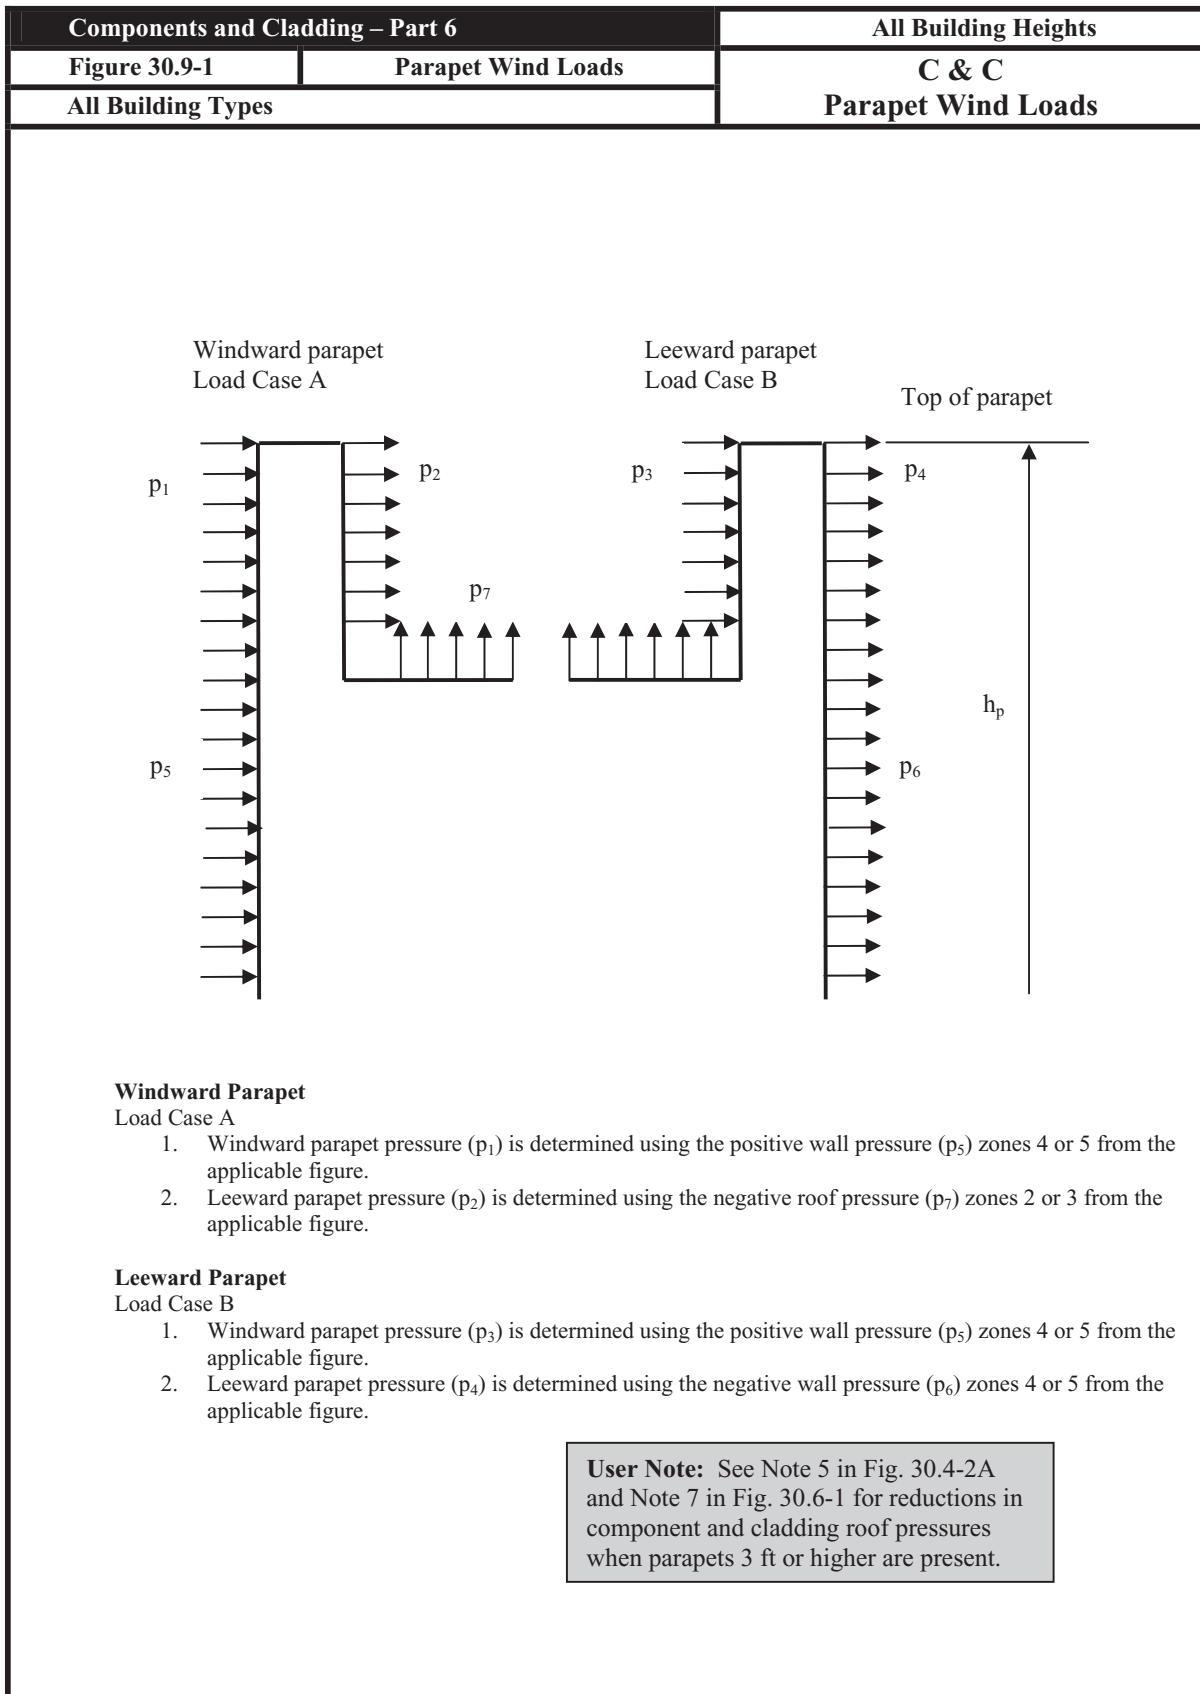 Components and Cladding – Part 6
All Building Heights
Figure 30.9-1
Parapet Wind Loads
C & C
Parapet Wind Loads
All Building Types
Windward parapet
Load Case A
Leeward parapet
Load Case B
Top of parapet
p1
p2
p3
p4
p7
hp
p5
p6
Windward Parapet
Load Case A
1. Windward parapet pressure (p1) is determined using the positive wall pressure (p5) zones 4 or 5 from the
applicable figure.
2. Leeward parapet pressure (p2) is determined using the negative roof pressure (p7) zones 2 or 3 from the
applicable figure.
Leeward Parapet
Load Case B
1. Windward parapet pressure (p3) is determined using the positive wall pressure (p5) zones 4 or 5 from the
applicable figure.
2. Leeward parapet pressure (p4) is determined using the negative wall pressure (p6) zones 4 or 5 from the
applicable figure.
User Note: See Note 5 in Fig. 30.4-2A
and Note 7 in Fig. 30.6-1 for reductions in
component and cladding roof pressures
when parapets 3 ft or higher are present.